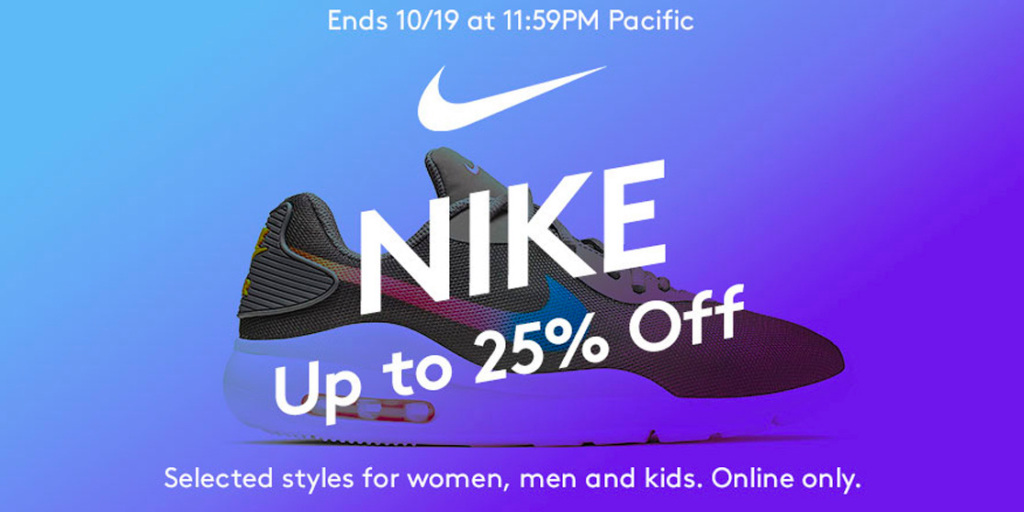 Ends 10/19 at 11:59PM Pacific
NIKE
Up to 25% Off
Selected styles for women, men and kids. Online only.